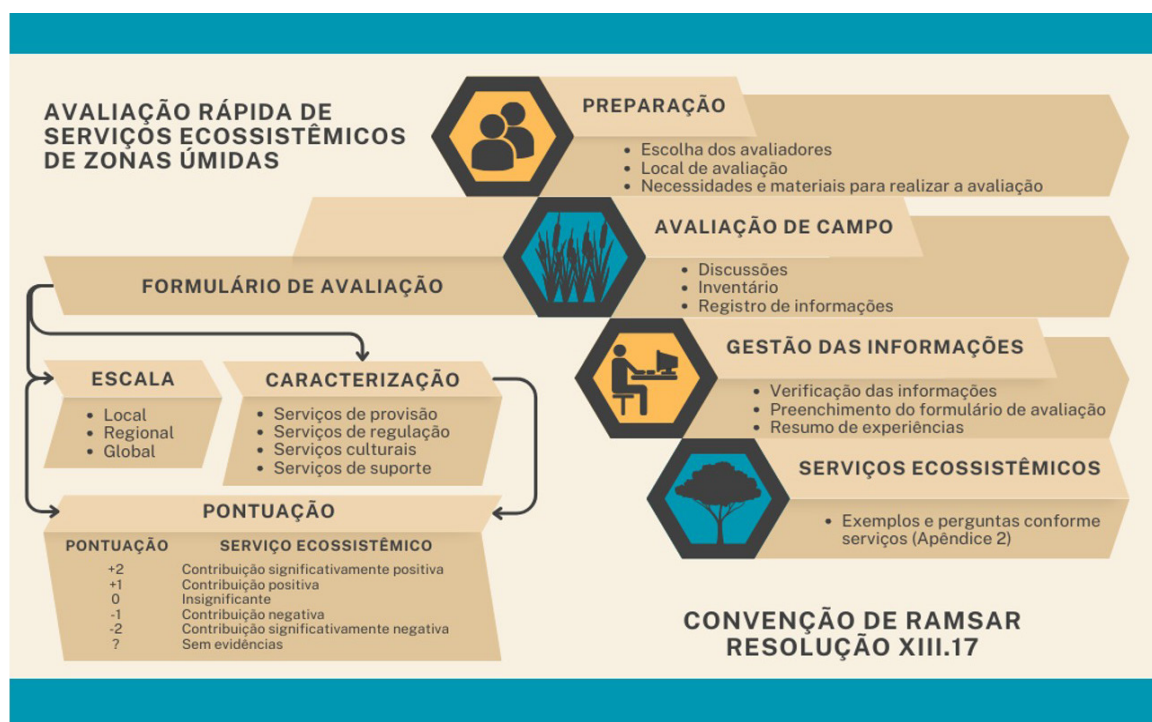 AVALIAÇÃO RÁPIDA DE
SERVIÇOS ECOSSISTÊMICOS
DE ZONAS ÚMIDAS
PREPARAÇÃO
• Escolha dos avaliadores
• Local de avaliação
• Necessidades e materiais para realizar a avaliação
AVALIAÇÃO DE CAMPO
• Discussões
• Inventário
• Registro de informações
GESTÃO DAS INFORMAÇÕES
• Verificação das informações
• Preenchimento do formulário de avaliação
• Resumo de experiências
SERVIÇOS ECOSSISTÊMICOS
• Exemplos e perguntas conforme
serviços (Apêndice 2)
FORMULÁRIO DE AVALIAÇÃO
ESCALA
• Local
• Regional
• Global
CARACTERIZAÇÃO
• Serviços de provisão
• Serviços de regulação
• Serviços culturais
• Serviços de suporte
PONTUAÇÃO
PONTUAÇÃO SERVIÇO ECOSSISTÊMICO
+2 Contribuição significativamente positiva
+1 Contribuição positiva
0 Insignificante
-1 Contribuição negativa
-2 Contribuição significativamente negativa
? Sem evidências
CONVENÇÃO DE RAMSAR
RESOLUÇÃO XIII.17